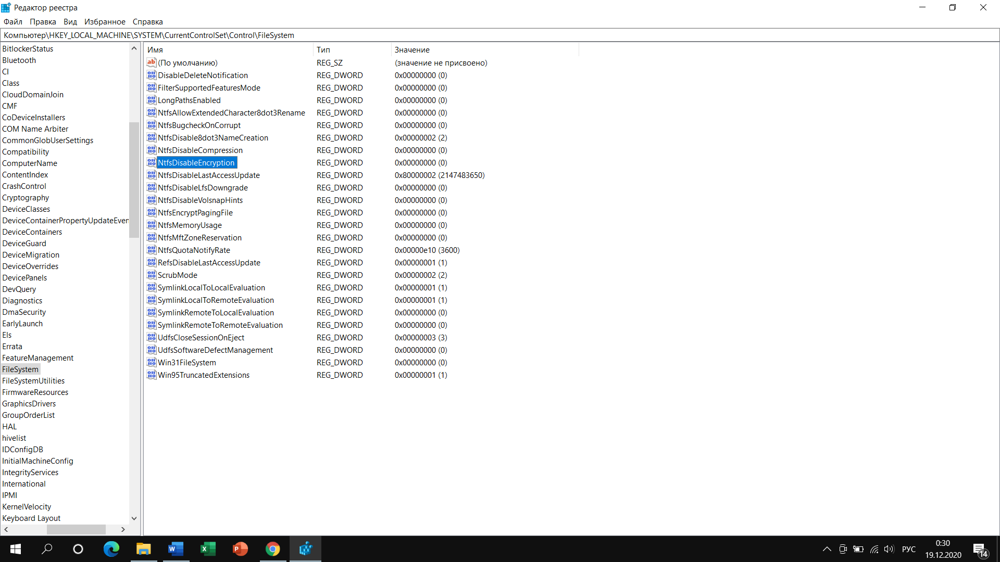 Редактор реестра
Файл Правка Вид Избранное Справка
Компьютер\HKEY_LOCAL_MACHINE\SYSTEM\CurrentControlSet\Control\FileSystem
BitlockerStatus
Bluetooth
CI
Class
CloudDomainJoin
CMF
CoDeviceInstallers
COM Name Arbiter
CommonGlobUserSettings
Compatibility
ComputerName
ContentIndex
CrashControl
Cryptography
DeviceClasses
DeviceContainerPropertyUpdateEven
DeviceContainers
DeviceGuard
DeviceMigration
DeviceOverrides
DevicePanels
DevQuery
Diagnostics
DmaSecurity
EarlyLaunch
Els
Errata
FeatureManagement
FileSystem
FileSystemUtilities
FirmwareResources
GraphicsDrivers
GroupOrderList
HAL
hivelist
IDConfigDB
InitialMachineConfig
IntegrityServices
International
IPMI
KernelVelocity
Keyboard Layout
Имя Тип Значение
(По умолчанию) REG_SZ (значение не присвоено)
DisableDeleteNotification REG_DWORD 0x00000000 (0)
FilterSupportedFeaturesMode REG_DWORD 0x00000000 (0)
LongPathsEnabled REG_DWORD 0x00000000 (0)
NtfsAllowExtendedCharacter8dot3Rename REG_DWORD 0x00000000 (0)
NtfsBugcheckOnCorrupt REG_DWORD 0x00000000 (0)
NtfsDisable8dot3NameCreation REG_DWORD 0x00000002 (2)
NtfsDisableCompression REG_DWORD 0x00000000 (0)
NtfsDisableEncryption REG_DWORD 0x00000000 (0)
NtfsDisableLastAccessUpdate REG_DWORD 0x80000002 (2147483650)
NtfsDisableLfsDowngrade REG_DWORD 0x00000000 (0)
NtfsDisableVolsnapHints REG_DWORD 0x00000000 (0)
NtfsEncryptPagingFile REG_DWORD 0x00000000 (0)
NtfsMemoryUsage REG_DWORD 0x00000000 (0)
NtfsMftZoneReservation REG_DWORD 0x00000000 (0)
NtfsQuotaNotifyRate REG_DWORD 0x00000e10 (3600)
RefsDisableLastAccessUpdate REG_DWORD 0x00000001 (1)
ScrubMode REG_DWORD 0x00000002 (2)
SymlinkLocalToLocalEvaluation REG_DWORD 0x00000001 (1)
SymlinkLocalToRemoteEvaluation REG_DWORD 0x00000001 (1)
SymlinkRemoteToLocalEvaluation REG_DWORD 0x00000000 (0)
SymlinkRemoteToRemoteEvaluation REG_DWORD 0x00000000 (0)
UdfsCloseSessionOnEject REG_DWORD 0x00000003 (3)
UdfsSoftwareDefectManagement REG_DWORD 0x00000000 (0)
Win31FileSystem REG_DWORD 0x00000000 (0)
Win95TruncatedExtensions REG_DWORD 0x00000001 (1)
РУС
0:30
19.12.2020
14